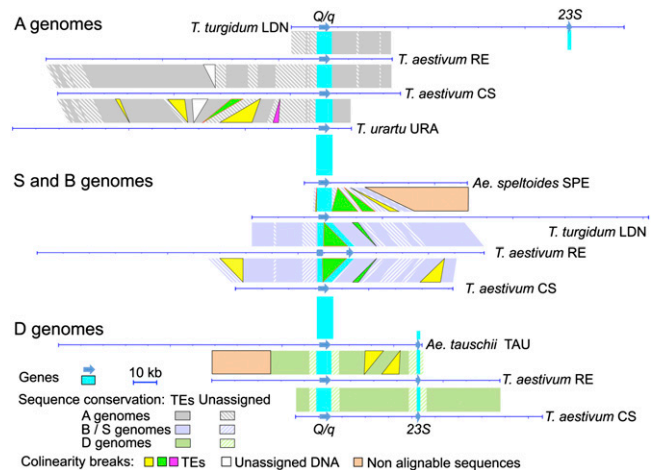 Q/q
23S
A genomes
T. turgidum LDN
T. aestivum RE
T. aestivum CS
T. urartu URA
S and B genomes
Ae. speltoides SPE
T. turgidum LDN
T. aestivum RE
T. aestivum CS
D genomes
Ae. tauschii TAU
Genes
10 kb
T. aestivum RE
Sequence conservation: TEs Unassigned
A genomes
B / S genomes
D genomes
T. aestivum CS
Q/q
23S
Colinearity breaks: TEs Unassigned DNA Non alignable sequences